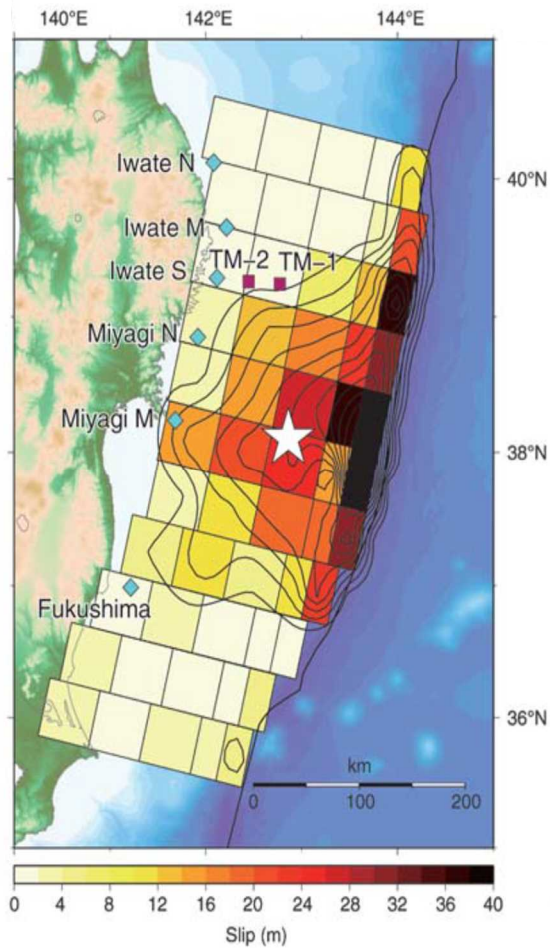 140°E 142°E 144°E
Iwate N
40°N
Iwate M
Iwate S TM-2 TM-1
Miyagi N
Miyagi M
38°N
Fukushima
36°N
km
0 100 200
0 4 8 12 16 20 24 28 32 36 40
Slip (m)